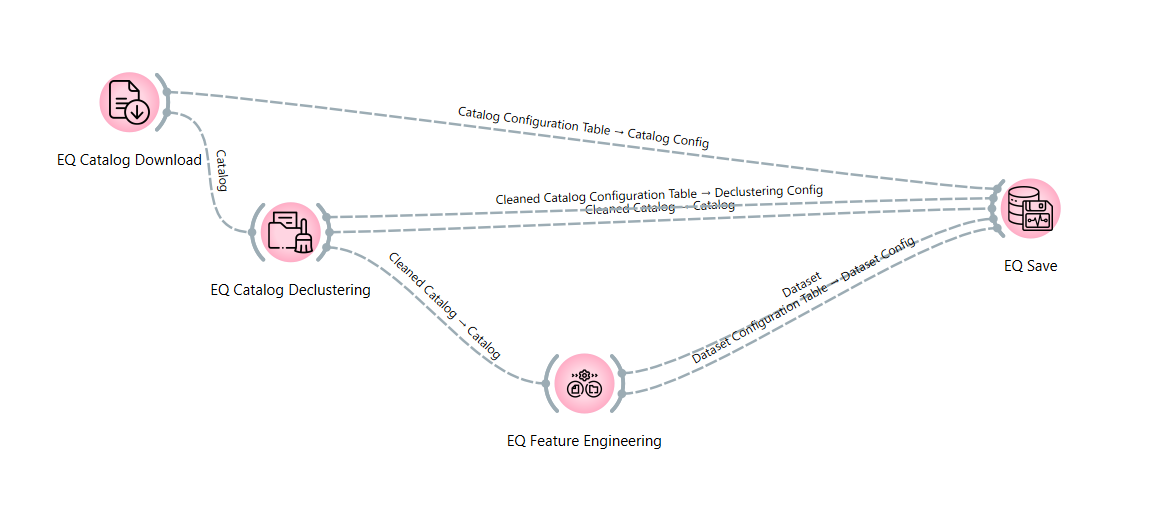 Catalog Configuration Table → Catalog Config
EQ Catalog Download
Catalog
Cleaned Catalog Configuration Table → Declustering Config
Cleaned Catalog → Catalog
EQ Save
EQ Catalog Declustering
Cleaned Catalog → Catalog
Dataset
Dataset Configuration Table → Dataset Config
EQ Feature Engineering